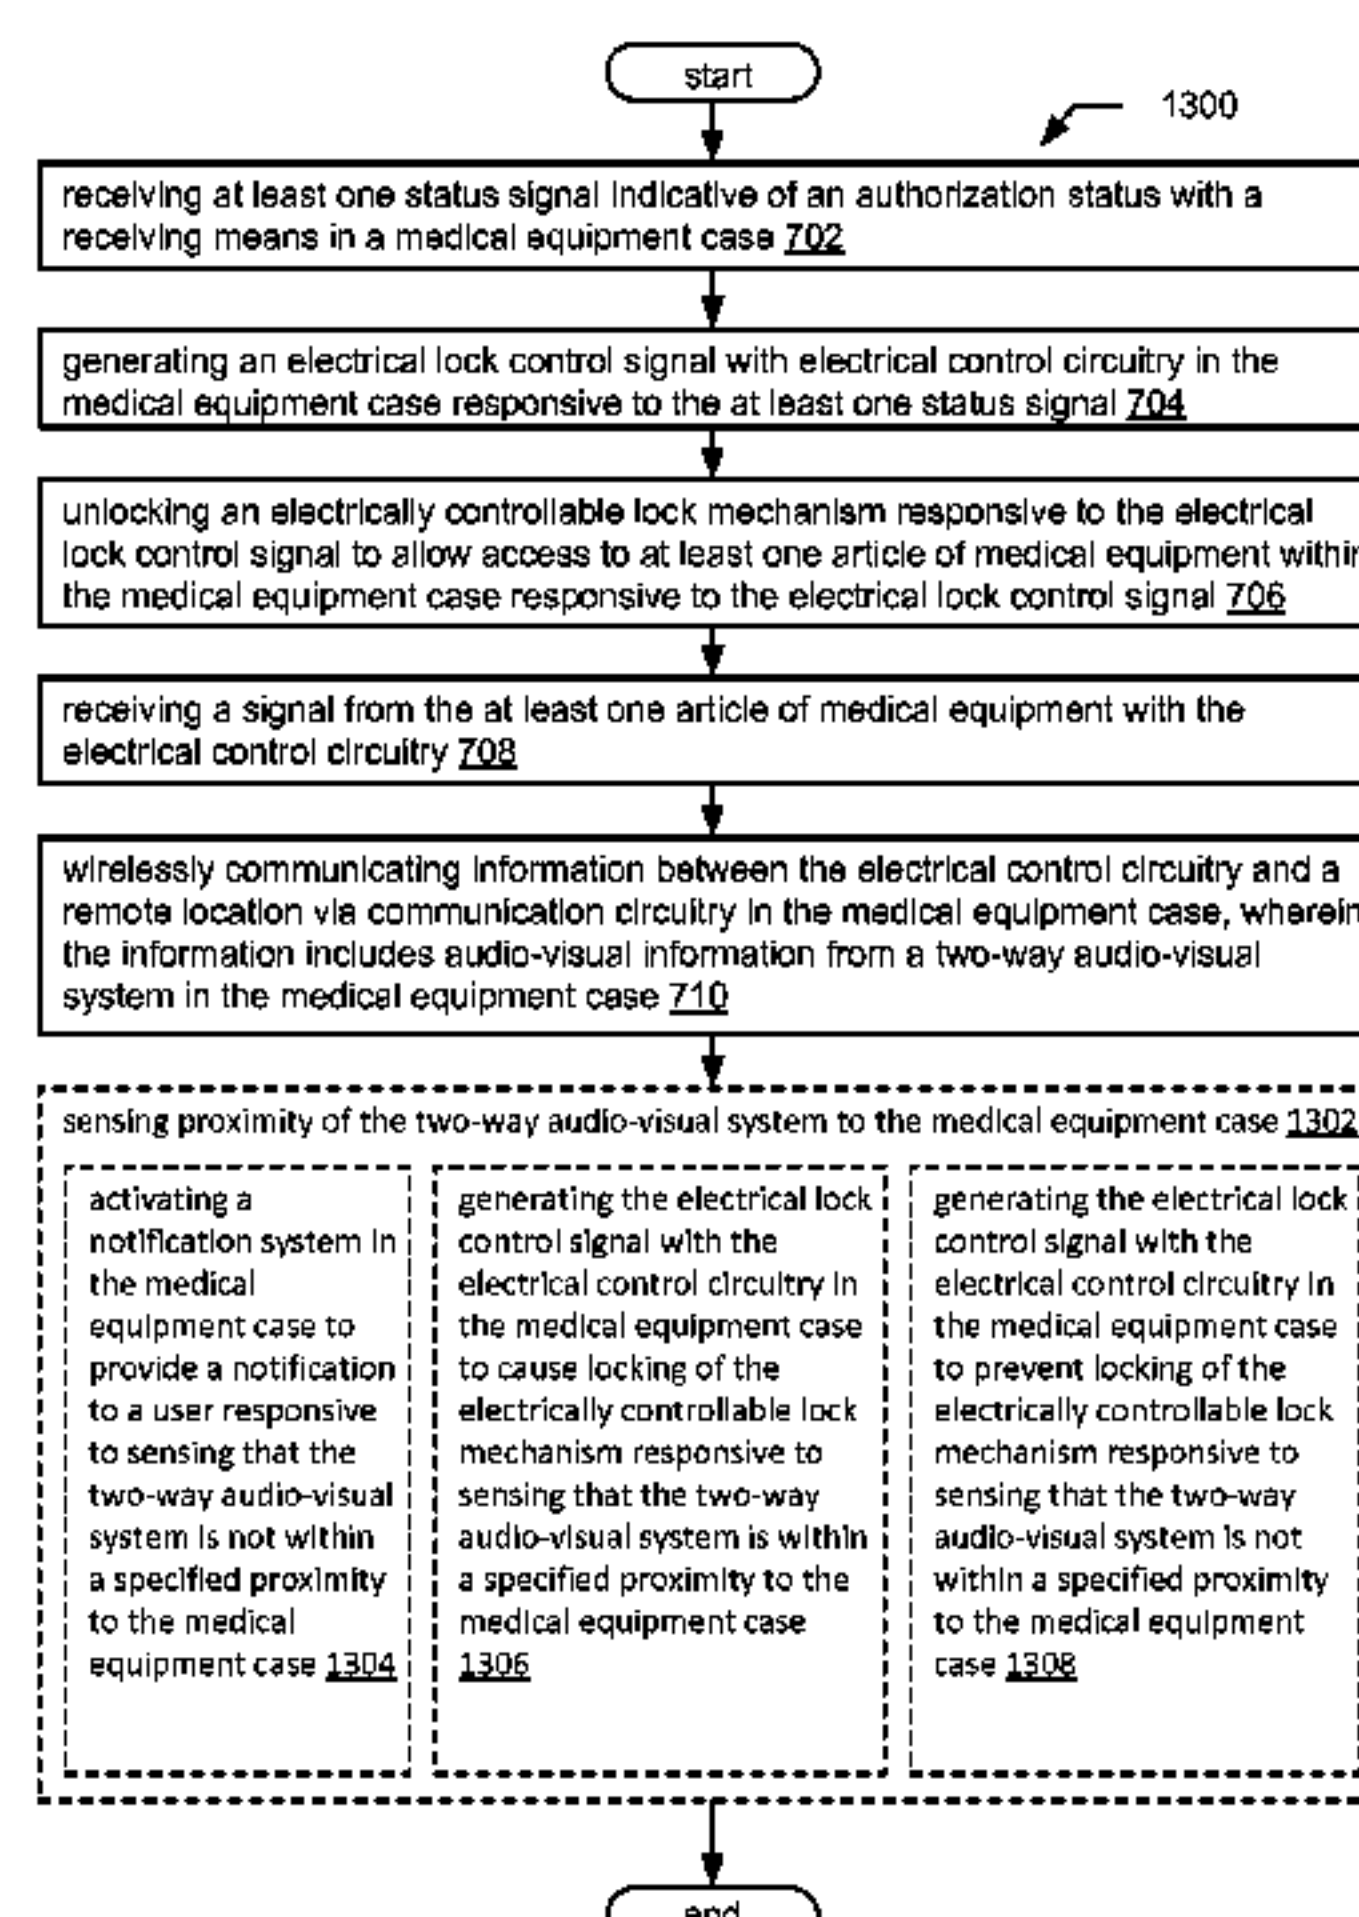 start
1300
receiving at least one status signal indicative of an authorization status with a
receiving means in a medical equipment case 702
generating an electrical lock control signal with electrical control circuitry in the
medical equipment case responsive to the at least one status signal 704
unlocking an electrically controllable lock mechanism responsive to the electrical
lock control signal to allow access to at least one article of medical equipment within
the medical equipment case responsive to the electrical lock control signal 706
receiving a signal from the at least one article of medical equipment with the
electrical control circuitry 708
wirelessly communicating information between the electrical control circuitry and a
remote location via communication circuitry in the medical equipment case, wherein
the information includes audio-visual information from a two-way audio-visual
system in the medical equipment case 710
sensing proximity of the two-way audio-visual system to the medical equipment case 1302
activating a
notification system in
the medical
equipment case to
provide a notification
to a user responsive
to sensing that the
two-way audio-visual
system is not within
a specified proximity
to the medical
equipment case 1304
generating the electrical lock
control signal with the
electrical control circuitry in
the medical equipment case
to cause locking of the
electrically controllable lock
mechanism responsive to
sensing that the two-way
audio-visual system is within
a specified proximity to the
medical equipment case
1306
generating the electrical lock
control signal with the
electrical control circuitry in
the medical equipment case
to prevent locking of the
electrically controllable lock
mechanism responsive to
sensing that the two-way
audio-visual system is not
within a specified proximity
to the medical equipment
case 1308
end